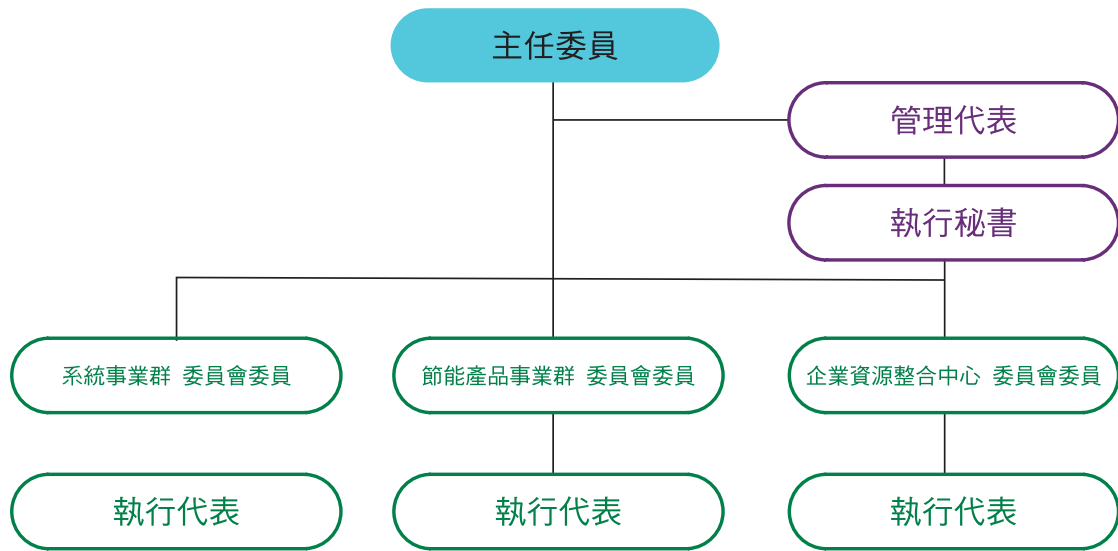 主任委員
管理代表
執行秘書
系統事業群 委員會委員
節能產品事業群 委員會委員
企業資源整合中心 委員會委員
執行代表
執行代表
執行代表